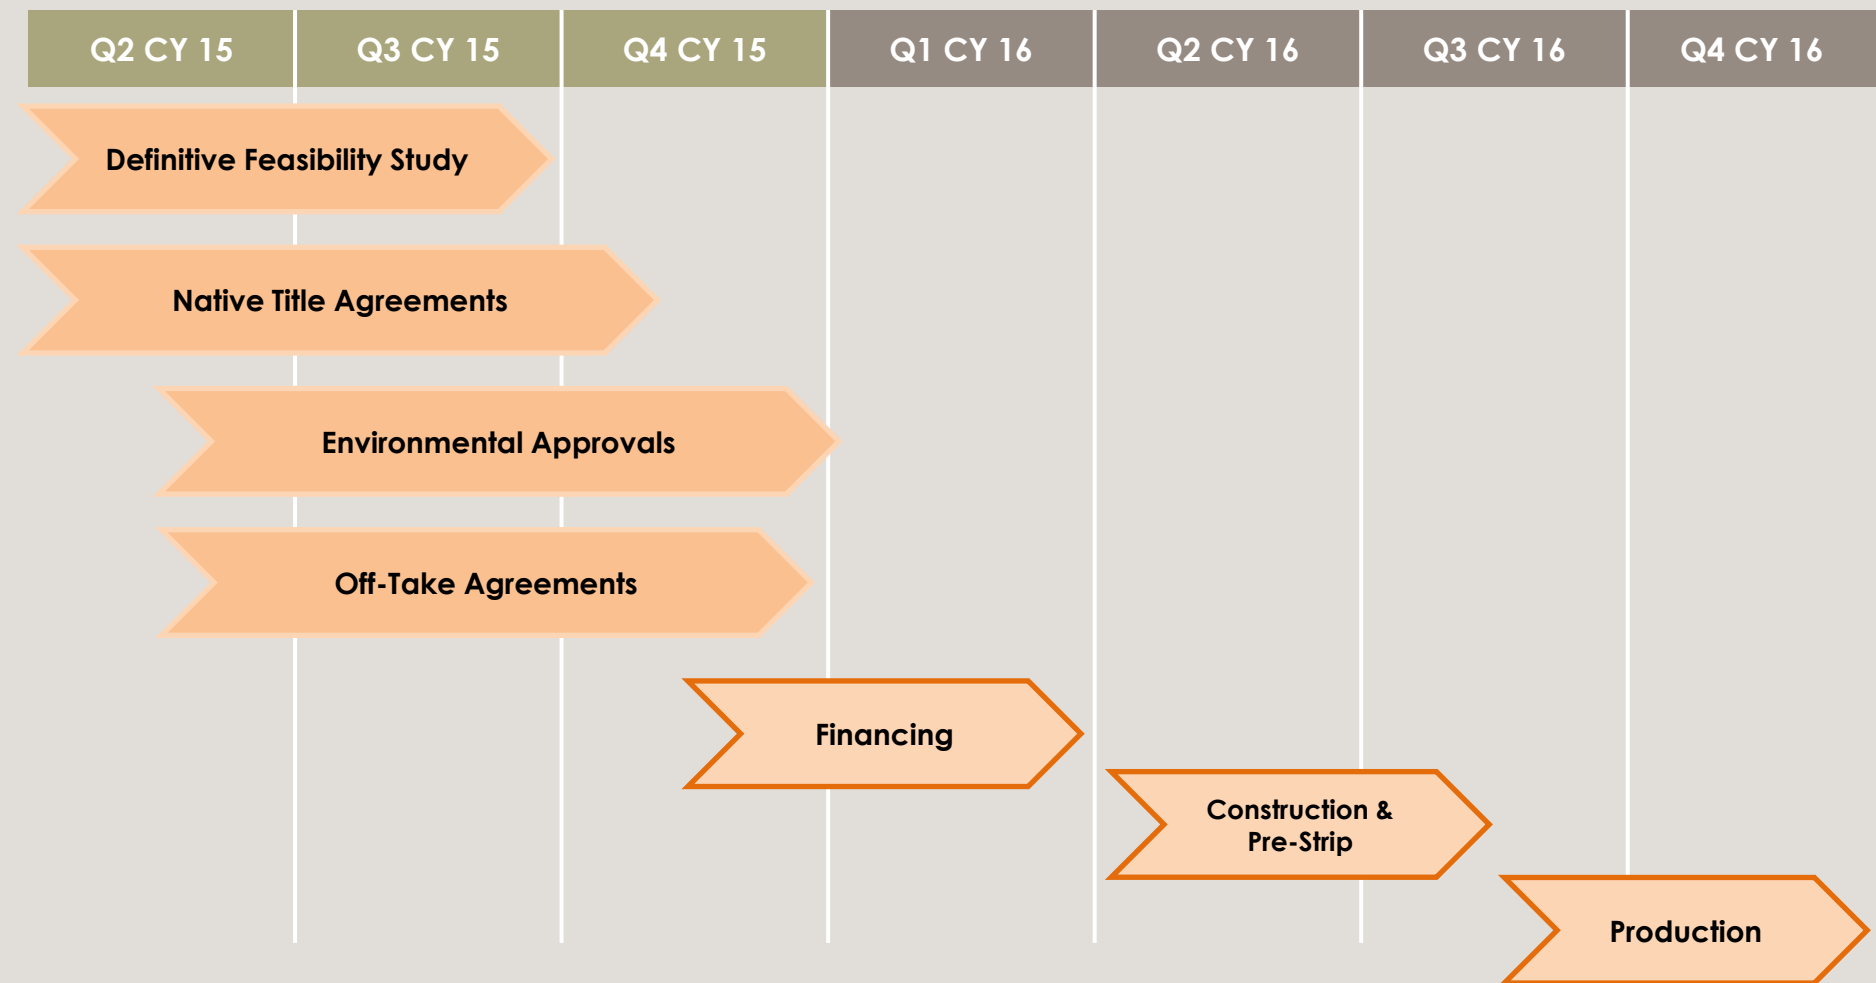 Q2 CY 15 Q3 CY 15 Q4 CY 15 Q1 CY 16 Q2 CY 16 Q3 CY 16 Q4 CY 16
Definitive Feasibility Study
Native Title Agreements
Environmental Approvals
Off-Take Agreements
Financing
Construction &
Pre-Strip
Production